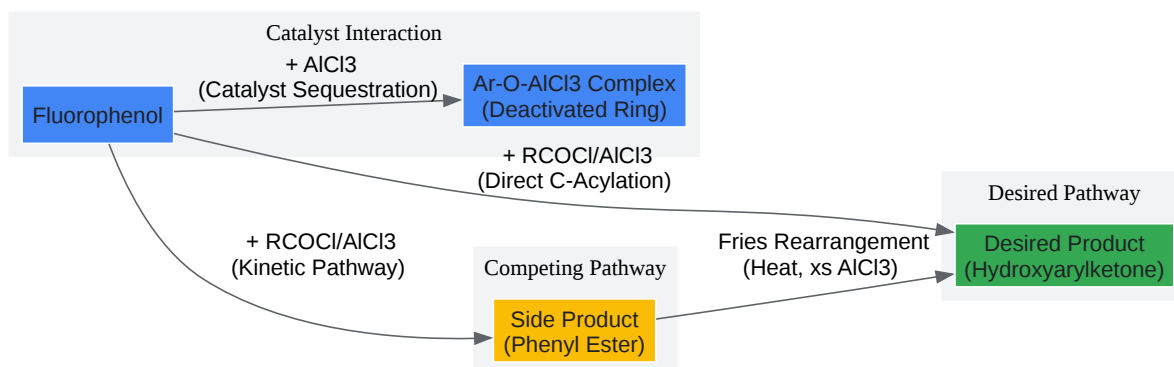 Catalyst Interaction
+ AlCl3
(Catalyst Sequestration)
Fluorophenol
Ar-O-AlCl3 Complex
(Deactivated Ring)
+ RCOCl/AlCl3
(Direct C-Acylation)
Desired Pathway
Desired Product
(Hydroxyarylketone)
+ RCOCl/AlCl3
(Kinetic Pathway)
Fries Rearrangement
(Heat, xs AlCl3)
Competing Pathway
Side Product
(Phenyl Ester)